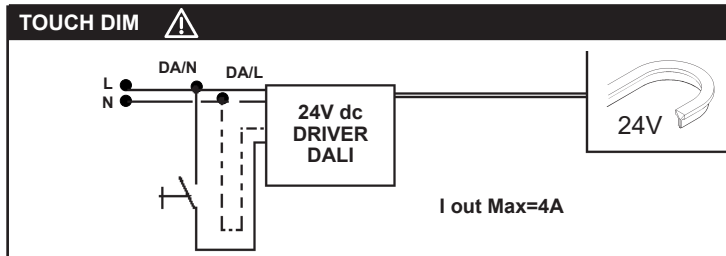 TOUCH DIM
DA/N
DA/L
L
N
24V dc
DRIVER
DALI
24V
I out Max=4A